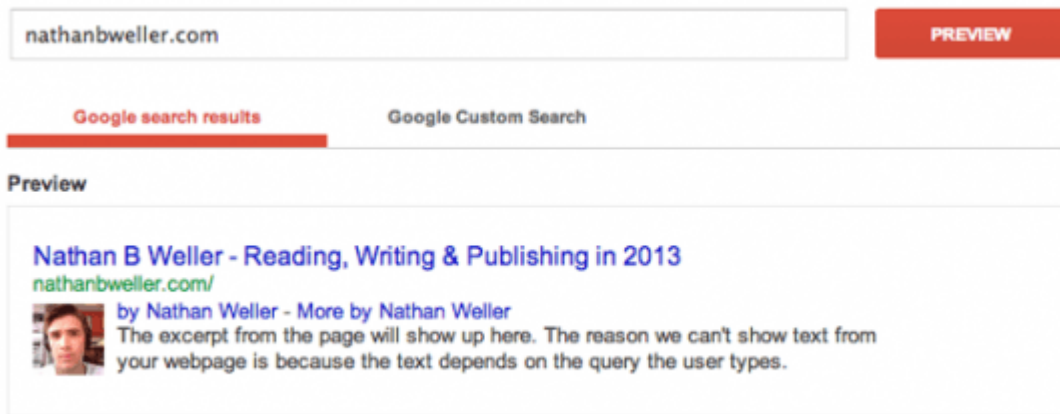 nathanbweller.com
PREVIEW
Google search results
Google Custom Search
Preview
Nathan B Weller - Reading, Writing & Publishing in 2013
nathanbweller.com/
by Nathan Weller - More by Nathan Weller
The excerpt from the page will show up here. The reason we can't show text from
your webpage is because the text depends on the query the user types.